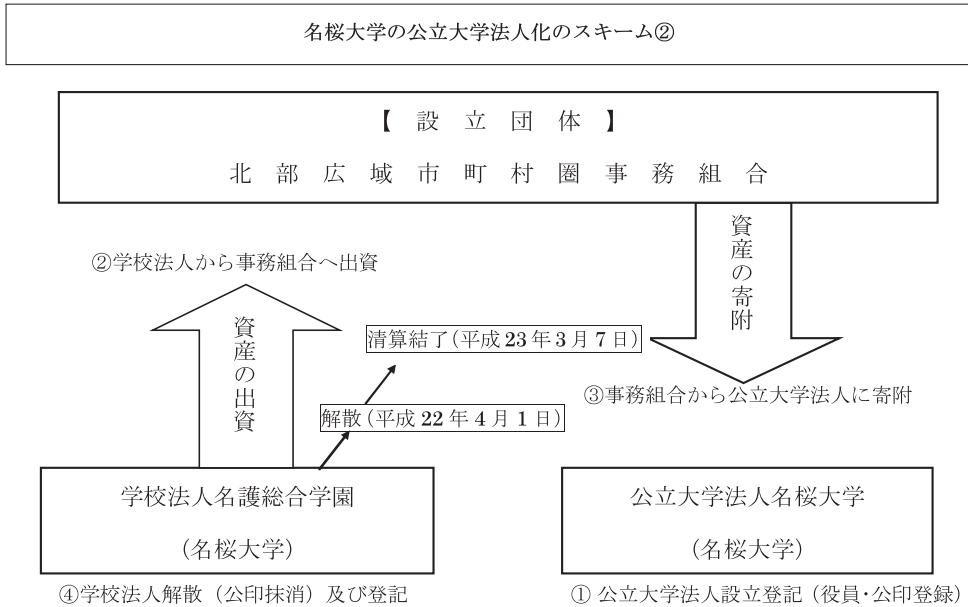 名桜大学の公立大学法人化のスキーム②
【設立団体】
北部広域市町村圏事務組合
②学校法人から事務組合へ出資
資産の出資
資産の寄附
清算結了(平成23年3月7日)
③事務組合から公立大学法人に寄附
解散(平成22年4月1日)
学校法人名護総合学園
(名桜大学)
公立大学法人名桜大学
(名桜大学)
④学校法人解散（公印抹消）及び登記
① 公立大学法人設立登記（役員・公印登録）